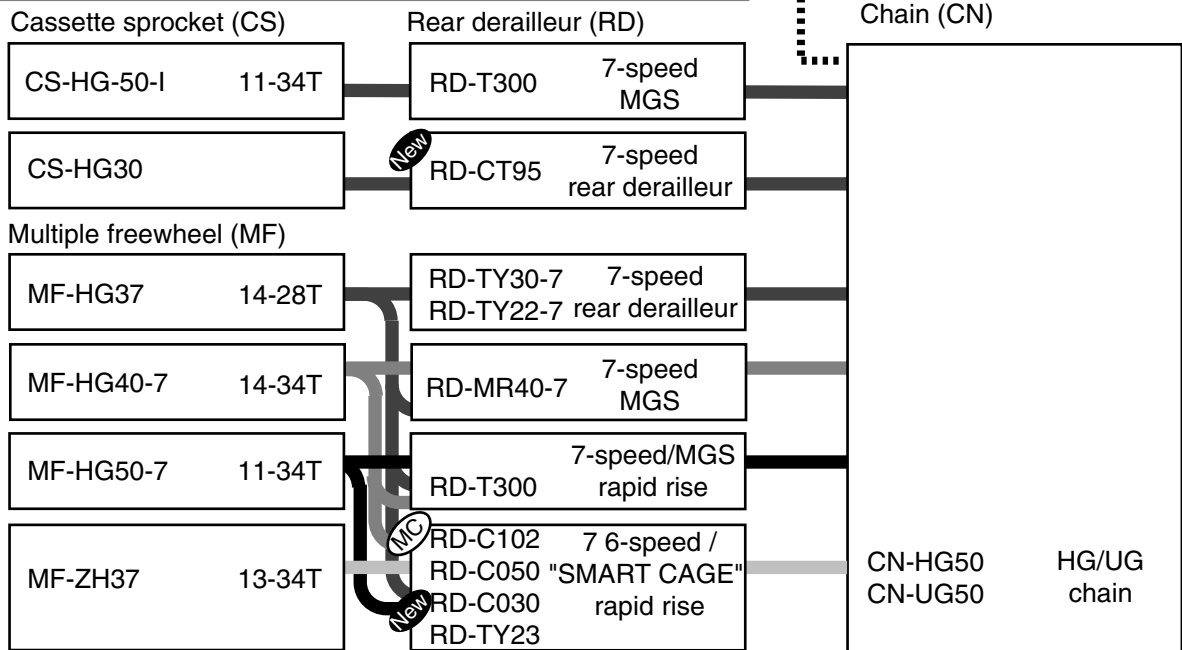 Cassette sprocket (CS)
Rear derailleur (RD)
Chain (CN)
CS-HG-50-I 11-34T
RD-T300 7-speed
MGS
CS-HG30
New
RD-CT95 7-speed
rear derailleur
Multiple freewheel (MF)
MF-HG37 14-28T
RD-TY30-7 7-speed
RD-TY22-7 rear derailleur
MF-HG40-7 14-34T
RD-MR40-7 7-speed
MGS
MF-HG50-7 11-34T
7-speed/MGS
RD-T300 rapid rise
MF-ZH37 13-34T
MC
RD-C102 7 6-speed /
RD-C050 "SMART CAGE"
RD-C030 rapid rise
New
RD-TY23
CN-HG50 HG/UG
CN-UG50 chain